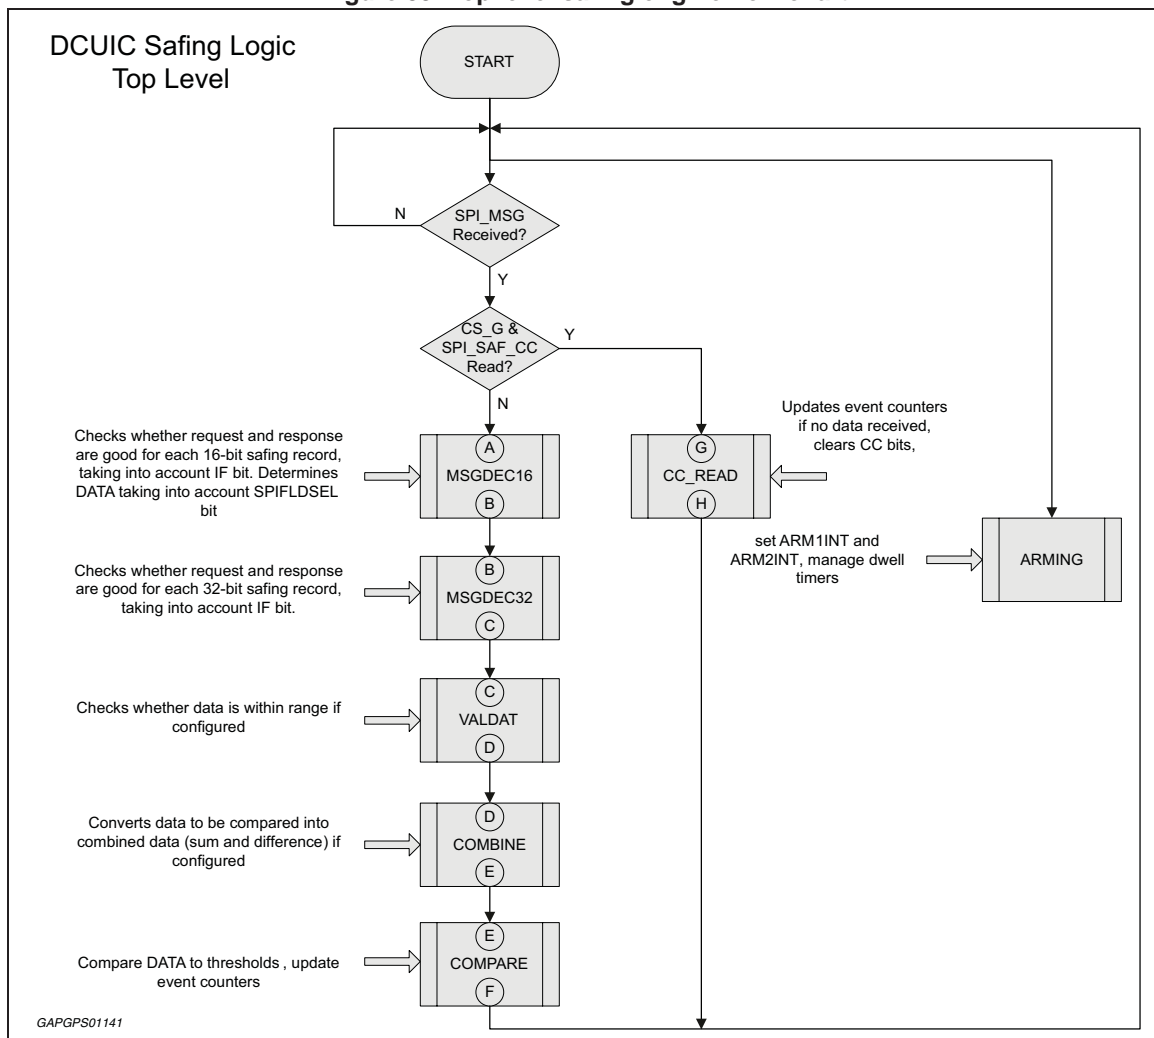 DCUIC Safing Logic
Top Level
START
N
SPI_MSG
Received?
Y
CS_G &
SPI_SAF_CC
Read?
Y
N
Updates event counters
if no data received,
clears CC bits,
Checks whether request and response
are good for each 16-bit safing record,
taking into account IF bit. Determines
DATA taking into account SPIFLDSEL
bit
A
MSGDEC16
B
G
CC_READ
H
set ARM1INT and
ARM2INT, manage dwell
timers
ARMING
Checks whether request and response
are good for each 32-bit safing record,
taking into account IF bit.
B
MSGDEC32
C
Checks whether data is within range if
configured
C
VALDAT
D
Converts data to be compared into
combined data (sum and difference) if
configured
D
COMBINE
E
Compare DATA to thresholds , update
event counters
E
COMPARE
F
GAPGPS01141